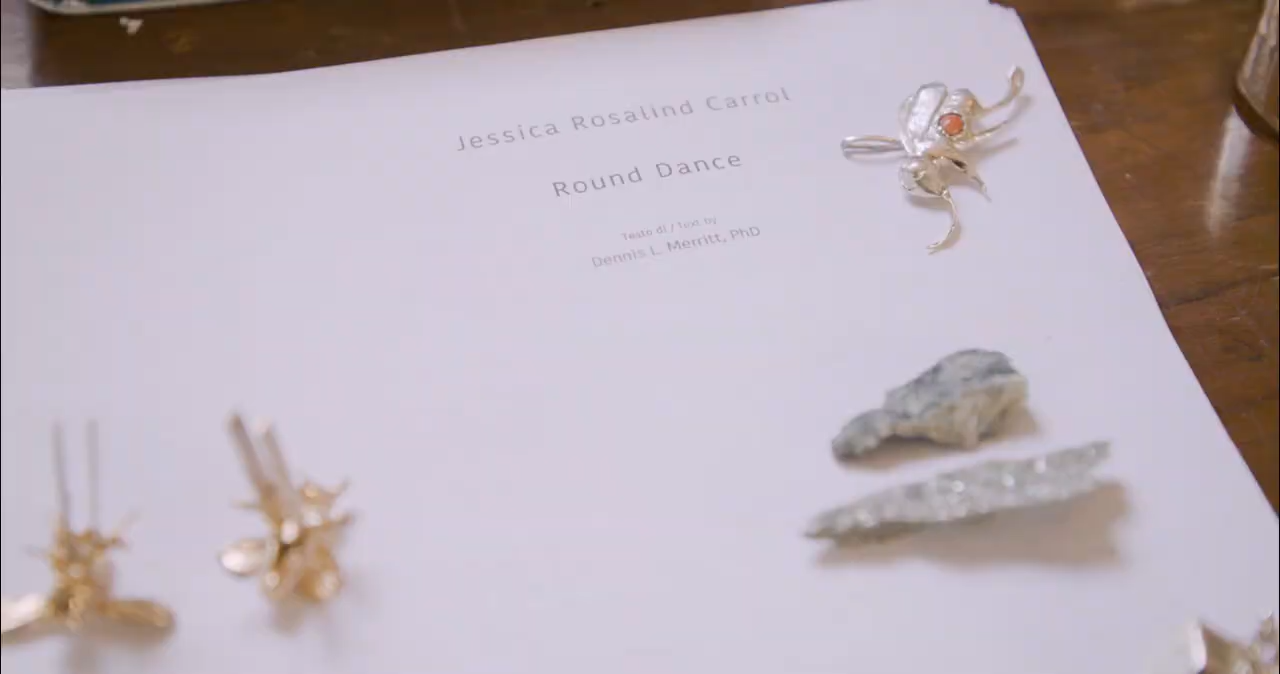 Jessica Rosalind Carrol
Round Dance
Testo di / Text by
Dennis L. Merritt, PhD